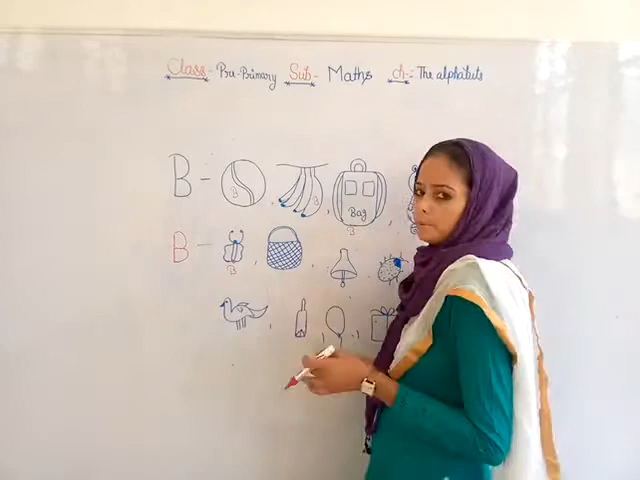 Class:- Pre-Primary Sub:- Maths ch:- The alphabets
B - B , B , Bag B ,
B - B , , .
, , , .